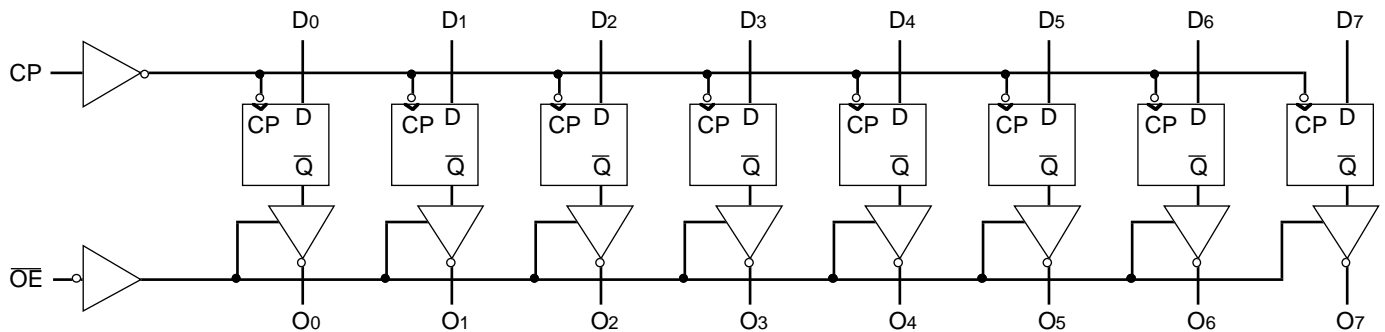 D0 D1 D2 D3 D4 D5 D6 D7
CP
CP D CP D CP D CP D CP D CP D CP D CP D
Q̅ Q̅ Q̅ Q̅ Q̅ Q̅ Q̅ Q̅
O̅E̅
O0 O1 O2 O3 O4 O5 O6 O7